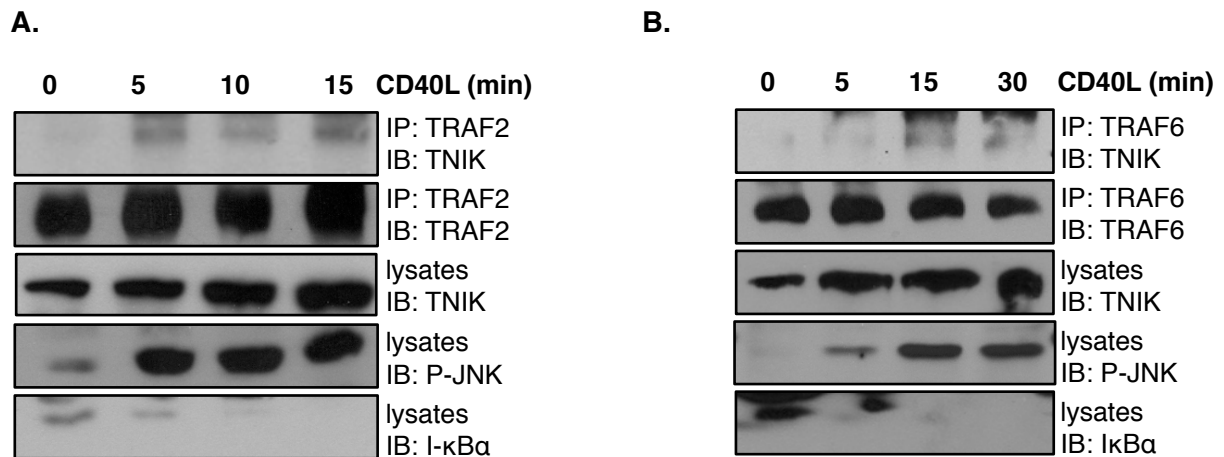 A.
0 5 10 15 CD40L (min)
IP: TRAF2
IB: TNIK
IP: TRAF2
IB: TRAF2
lysates
IB: TNIK
lysates
IB: P-JNK
lysates
IB: I-κBα
B.
0 5 15 30 CD40L (min)
IP: TRAF6
IB: TNIK
IP: TRAF6
IB: TRAF6
lysates
IB: TNIK
lysates
IB: P-JNK
lysates
IB: IκBα